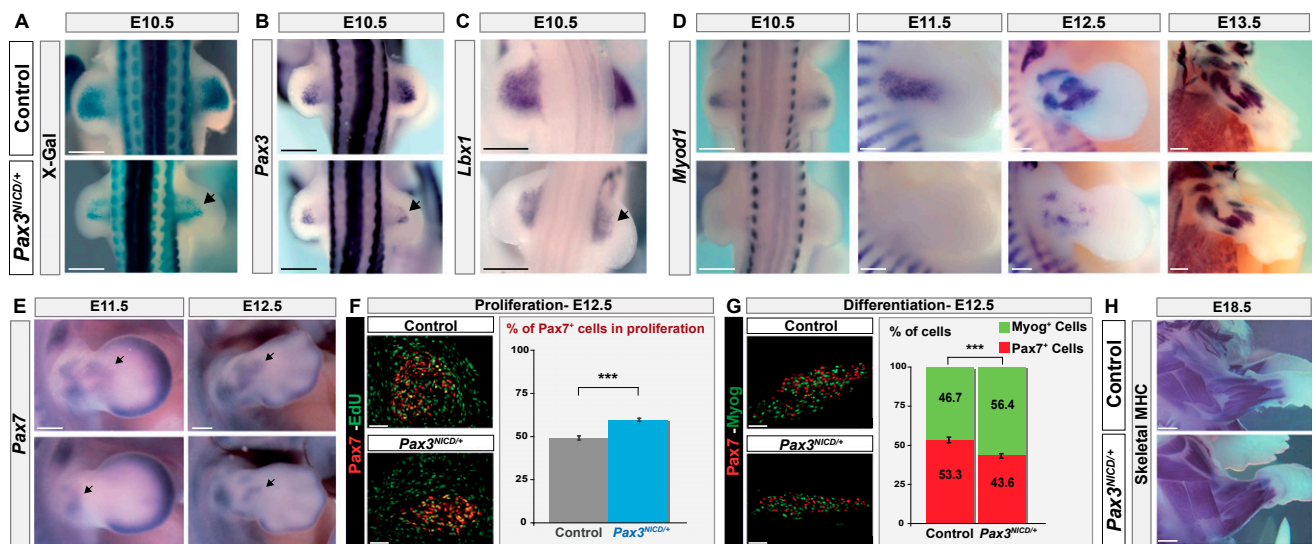 A
E10.5
Control
Pax3NICD/+
X-Gal
B
E10.5
Pax3
C
E10.5
Lbx1
D
E10.5
E11.5
E12.5
E13.5
Myod1
E
E11.5
E12.5
Pax7
F
Proliferation- E12.5
Pax7 -EdU
Control
Pax3NICD/+
% of Pax7+ cells in proliferation
100
75
50
25
0
***
Control
Pax3NICD/+
G
Differentiation- E12.5
Pax7 -Myog
Control
Pax3NICD/+
% of cells
Myog+ Cells
Pax7+ Cells
***
100
75
50
25
0
46.7
56.4
53.3
43.6
Control Pax3NICD/+
H
E18.5
Control
Pax3NICD/+
Skeletal MHC